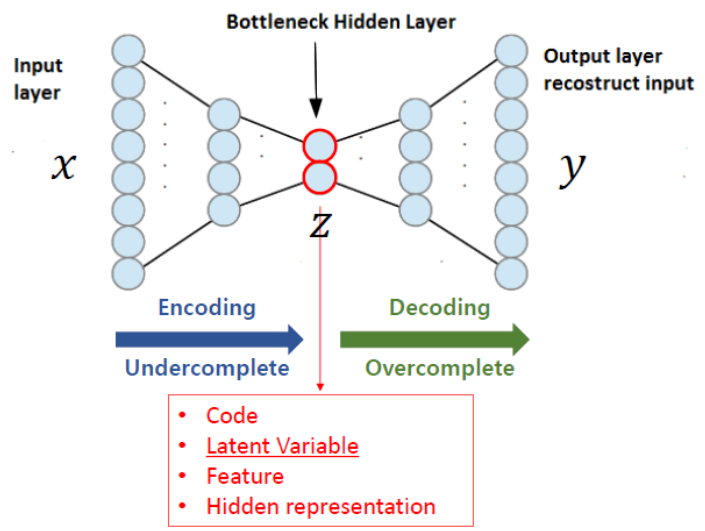 Bottleneck Hidden Layer
Input
layer
Output layer
recostruct input
x
y
z
Encoding
Decoding
Undercomplete
Overcomplete
• Code
• Latent Variable
• Feature
• Hidden representation